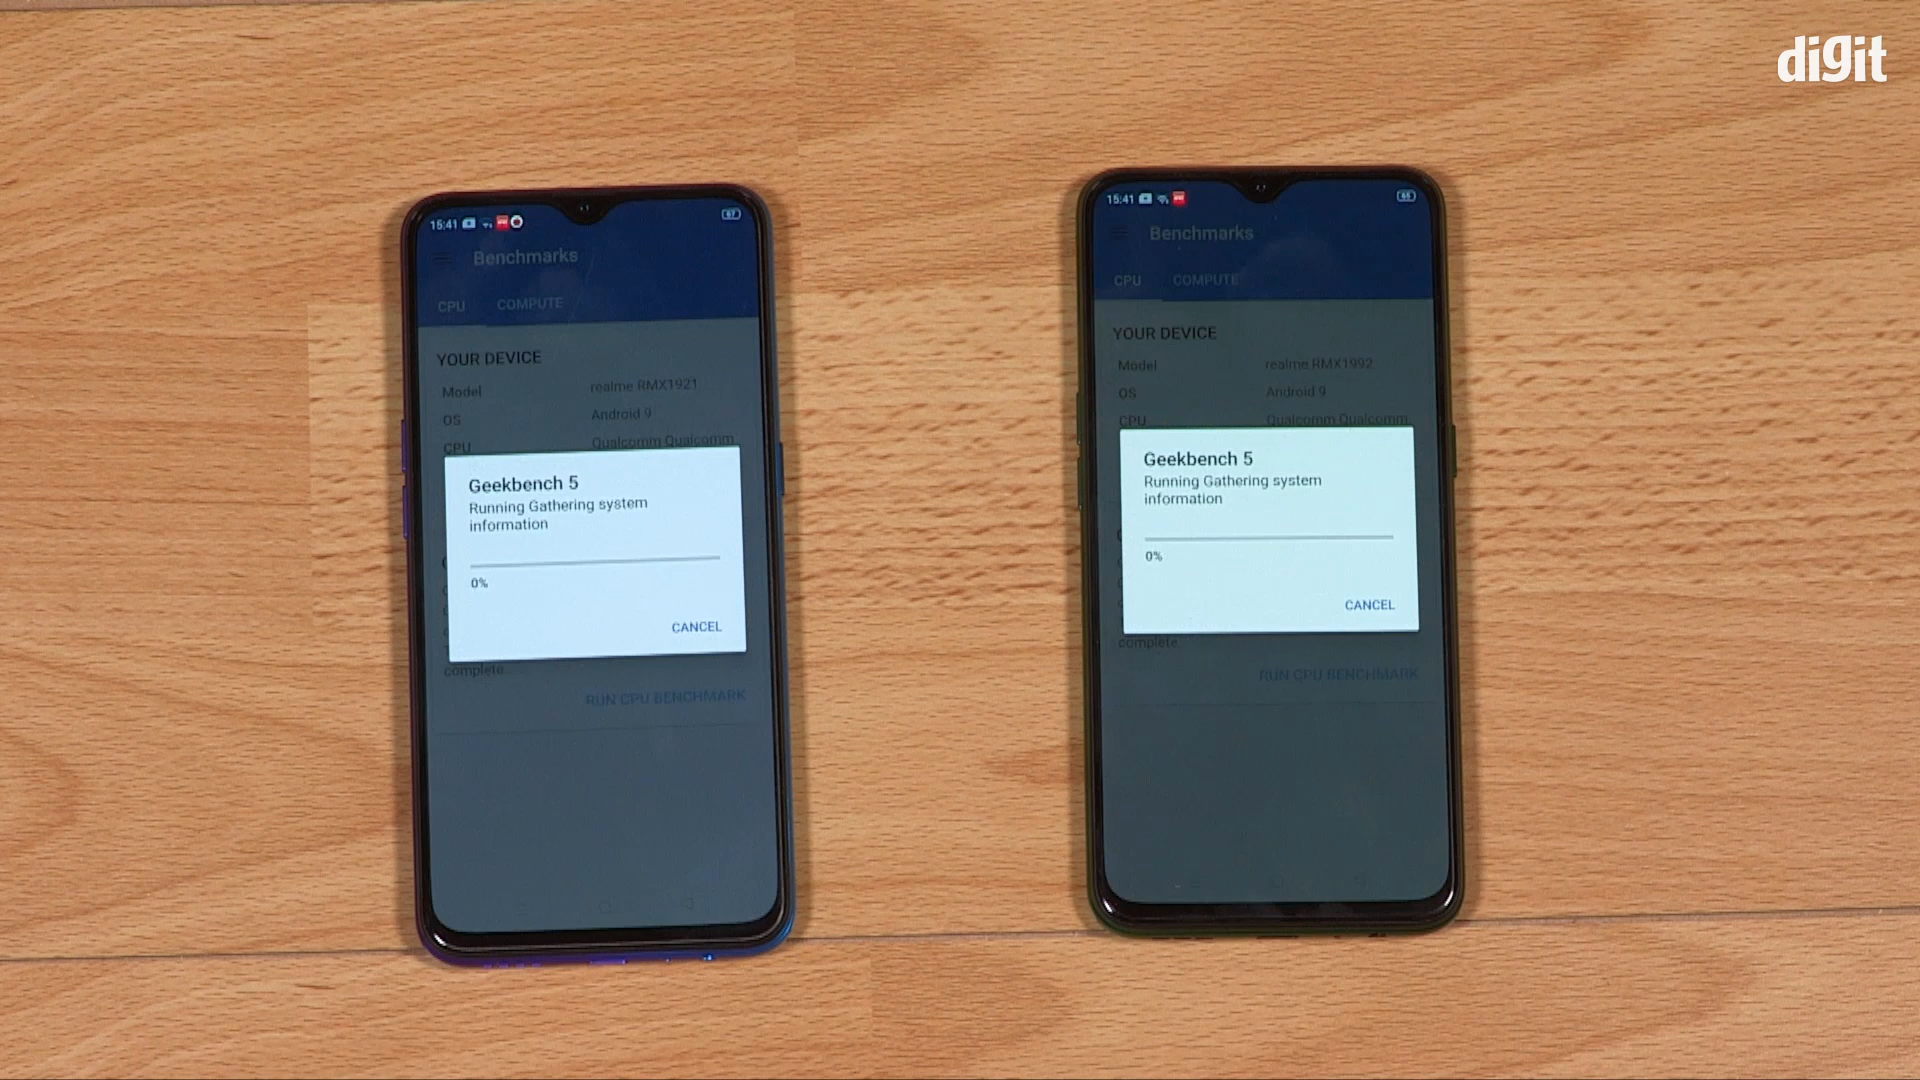 digit
15:41
67
Benchmarks
CPU COMPUTE
YOUR DEVICE
Model realme RMX1921
OS Android 9
CPU Qualcomm Qualcomm
Geekbench 5
Running Gathering system
information
0%
CANCEL
complete.
RUN CPU BENCHMARK
15:41
65
Benchmarks
CPU COMPUTE
YOUR DEVICE
Model realme RMX1992
OS Android 9
CPU Qualcomm Qualcomm
Geekbench 5
Running Gathering system
information
0%
CANCEL
complete.
RUN CPU BENCHMARK